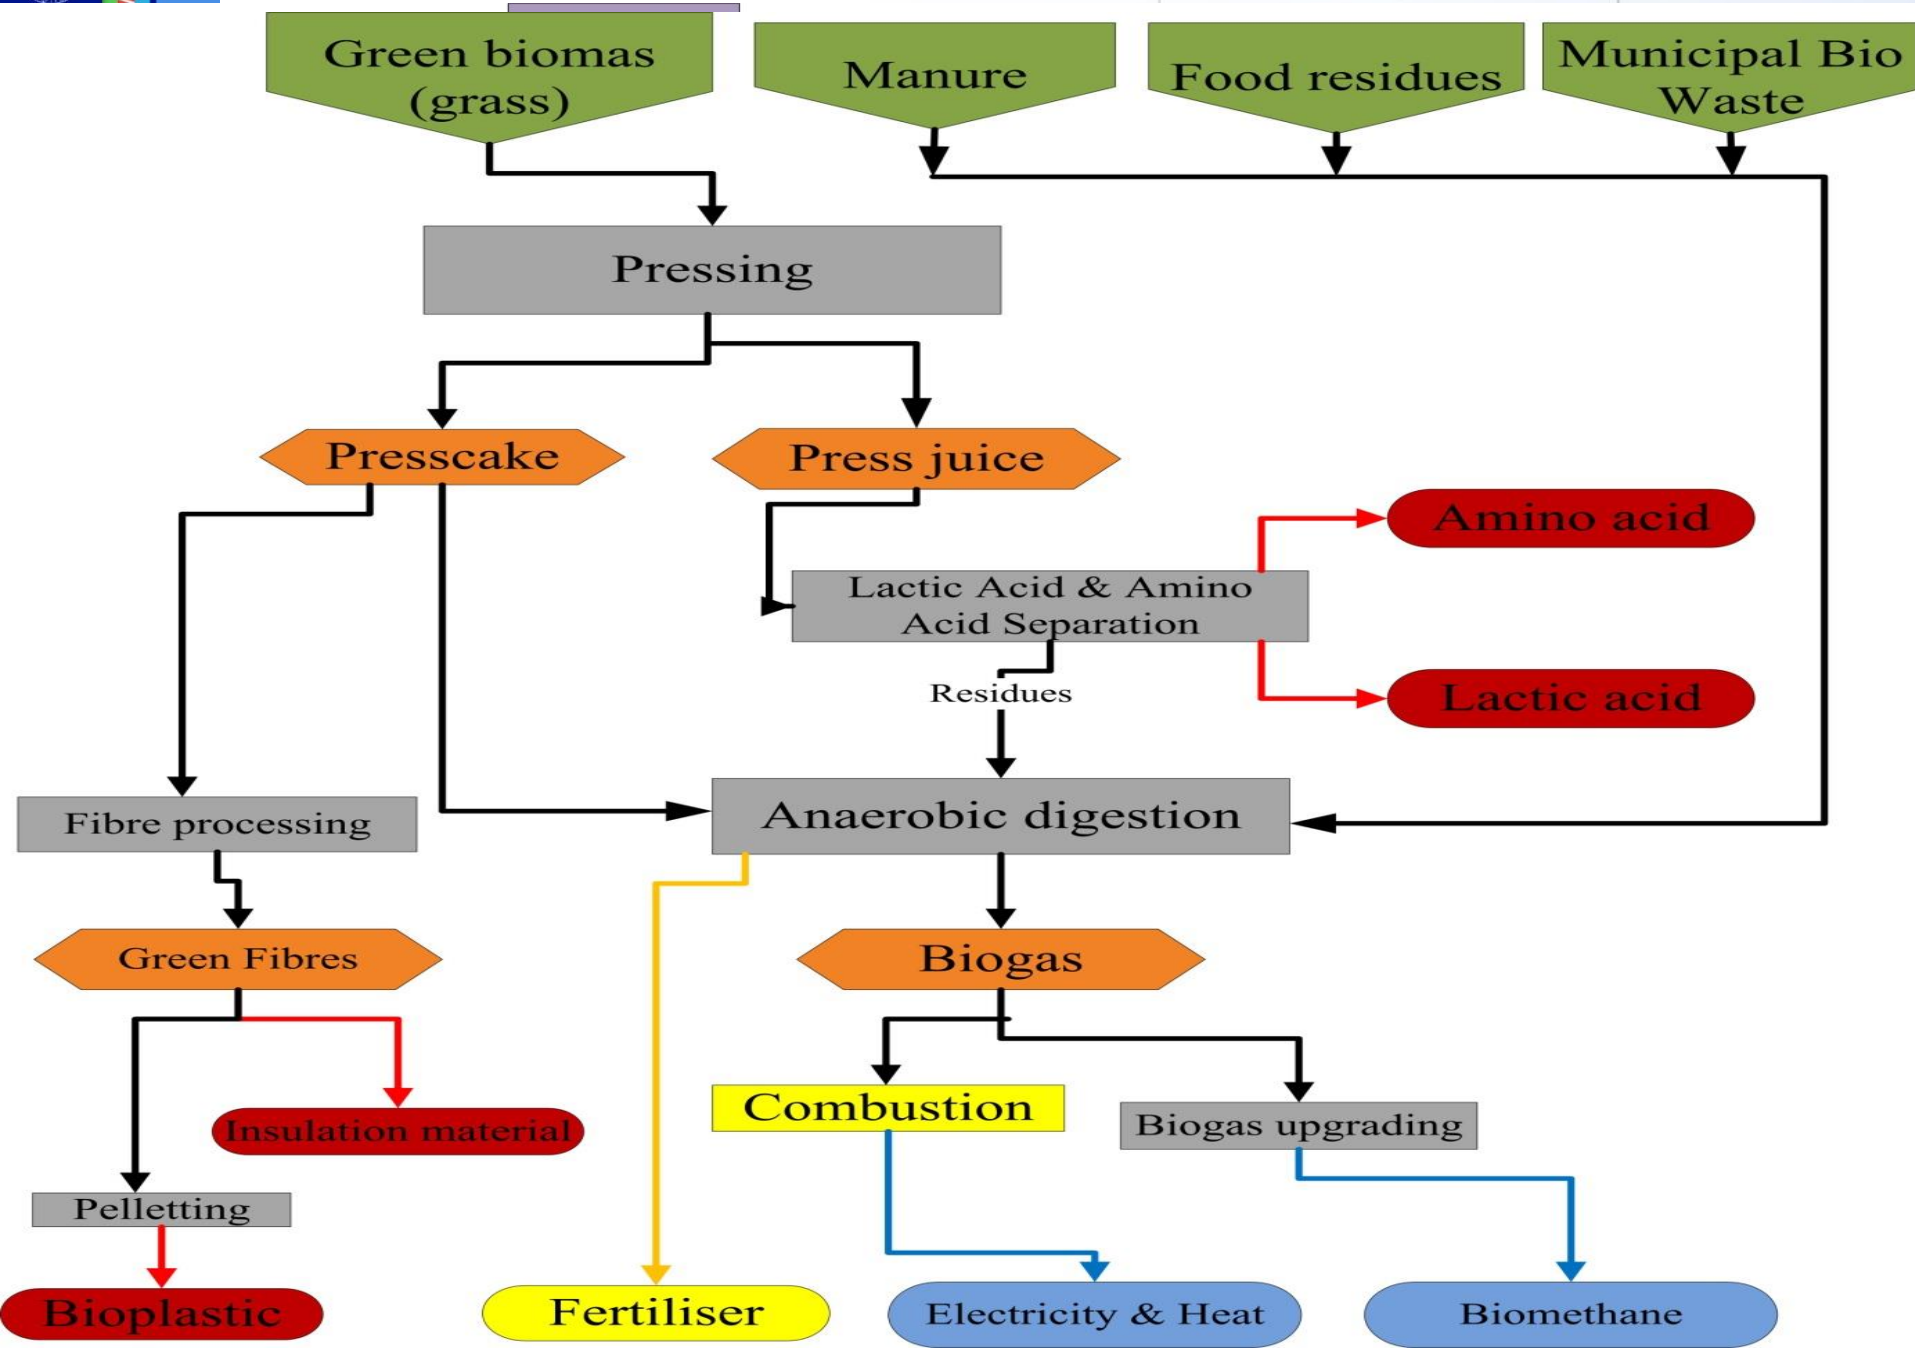 Green biomas
(grass)
Manure
Food residues
Municipal Bio
Waste
Pressing
Presscake
Press juice
Amino acid
Lactic Acid & Amino
Acid Separation
Residues
Lactic acid
Fibre processing
Anaerobic digestion
Green Fibres
Biogas
Combustion
Insulation material
Biogas upgrading
Pelletting
Bioplastic
Fertiliser
Electricity & Heat
Biomethane